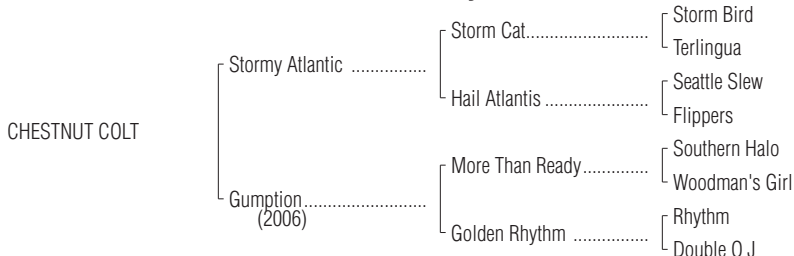 Storm Bird
Storm Cat..........................
Terlingua
Stormy Atlantic ................
Seattle Slew
Hail Atlantis ......................
Flippers
CHESTNUT COLT
Southern Halo
More Than Ready..............
Woodman's Girl
Gumption..........................
(2006)
Rhythm
Golden Rhythm ................
Double Q J